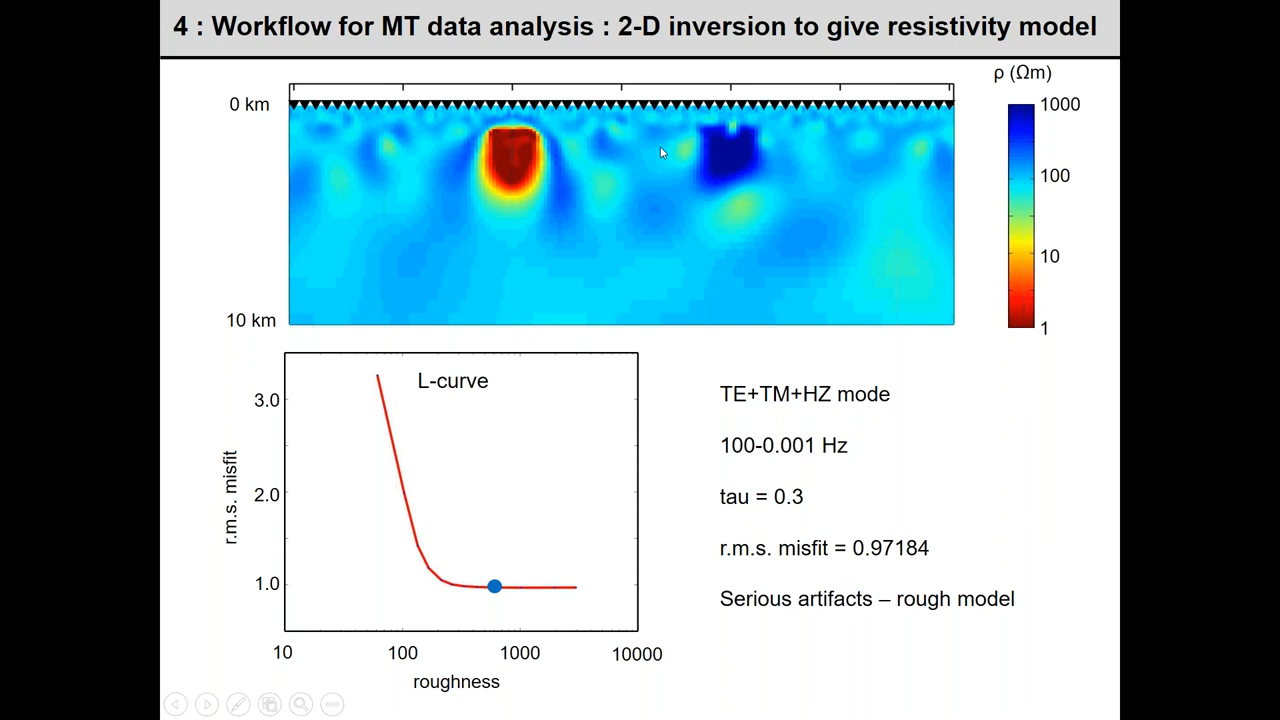 4 : Workflow for MT data analysis : 2-D inversion to give resistivity model
ρ (Ωm)
0 km
10 km
1000
100
10
1
L-curve
r.m.s. misfit
3.0
2.0
1.0
10
100
1000
10000
roughness
TE+TM+HZ mode
100-0.001 Hz
tau = 0.3
r.m.s. misfit = 0.97184
Serious artifacts – rough model